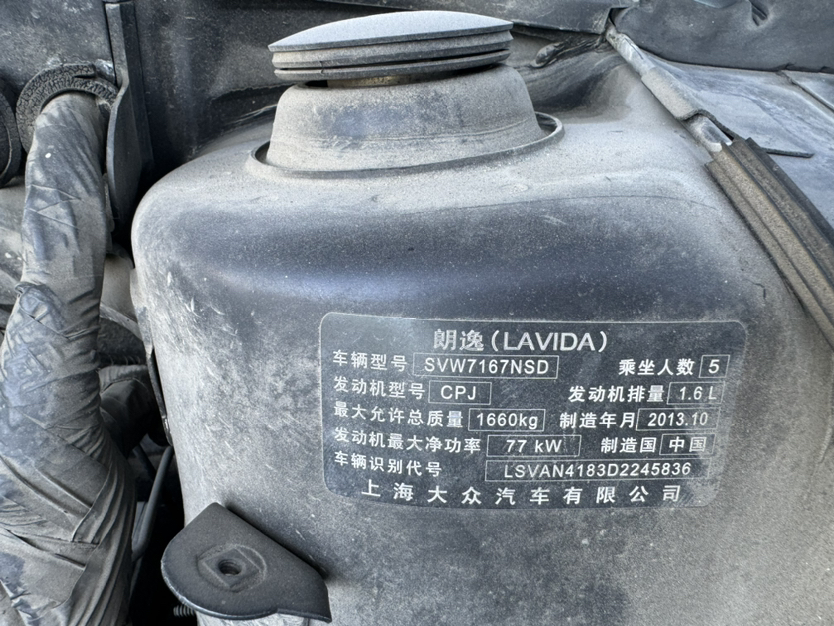 朗逸(LAVIDA)
车辆型号 SVW7167NSD 乘坐人数 5
发动机型号 CPJ 发动机排量 1.6 L
最大允许总质量 1660kg 制造年月 2013.10
发动机最大净功率 77 kW 制造国 中国
车辆识别代号 LSVAN4183D2245836
上海大众汽车有限公司